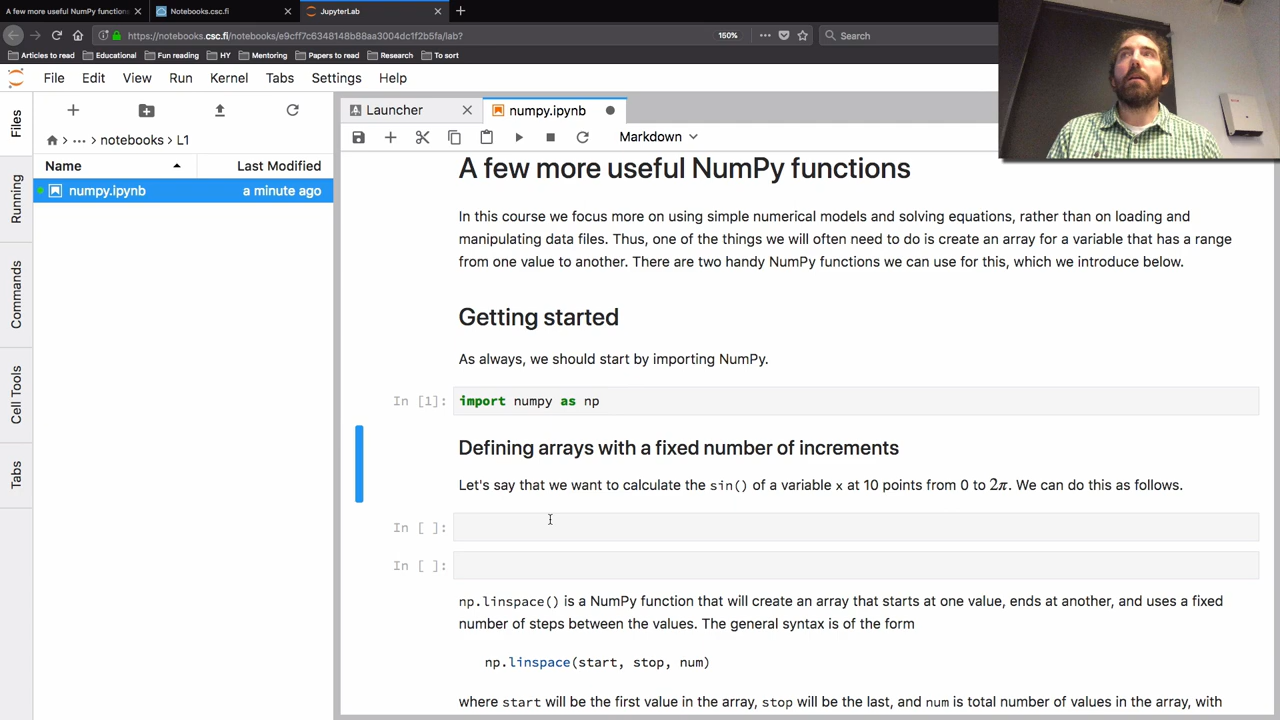 A few more useful NumPy functions
Notebooks.csc.fi
JupyterLab
https://notebooks.csc.fi/notebooks/e9cff7c6348148b88aa3004dc1f2b5fa/lab?
150%
Search
Articles to read
Educational
Fun reading
HY
Mentoring
Papers to read
Research
To sort
File Edit View Run Kernel Tabs Settings Help
Files
Running
Commands
Cell Tools
Tabs
… notebooks L1
Name Last Modified
numpy.ipynb a minute ago
Launcher
numpy.ipynb
Markdown
A few more useful NumPy functions
In this course we focus more on using simple numerical models and solving equations, rather than on loading and
manipulating data files. Thus, one of the things we will often need to do is create an array for a variable that has a range
from one value to another. There are two handy NumPy functions we can use for this, which we introduce below.
Getting started
As always, we should start by importing NumPy.
In [1]: import numpy as np
Defining arrays with a fixed number of increments
Let's say that we want to calculate the sin() of a variable x at 10 points from 0 to 2π. We can do this as follows.
In [ ]:
In [ ]:
np.linspace() is a NumPy function that will create an array that starts at one value, ends at another, and uses a fixed
number of steps between the values. The general syntax is of the form
np.linspace(start, stop, num)
where start will be the first value in the array, stop will be the last, and num is total number of values in the array, with